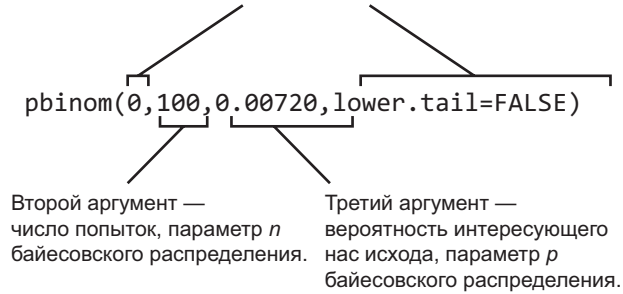 pbinom(0,100,0.00720,lower.tail=FALSE)
Второй аргумент —
число попыток, параметр n
байесовского распределения.
Третий аргумент —
вероятность интересующего
нас исхода, параметр p
байесовского распределения.